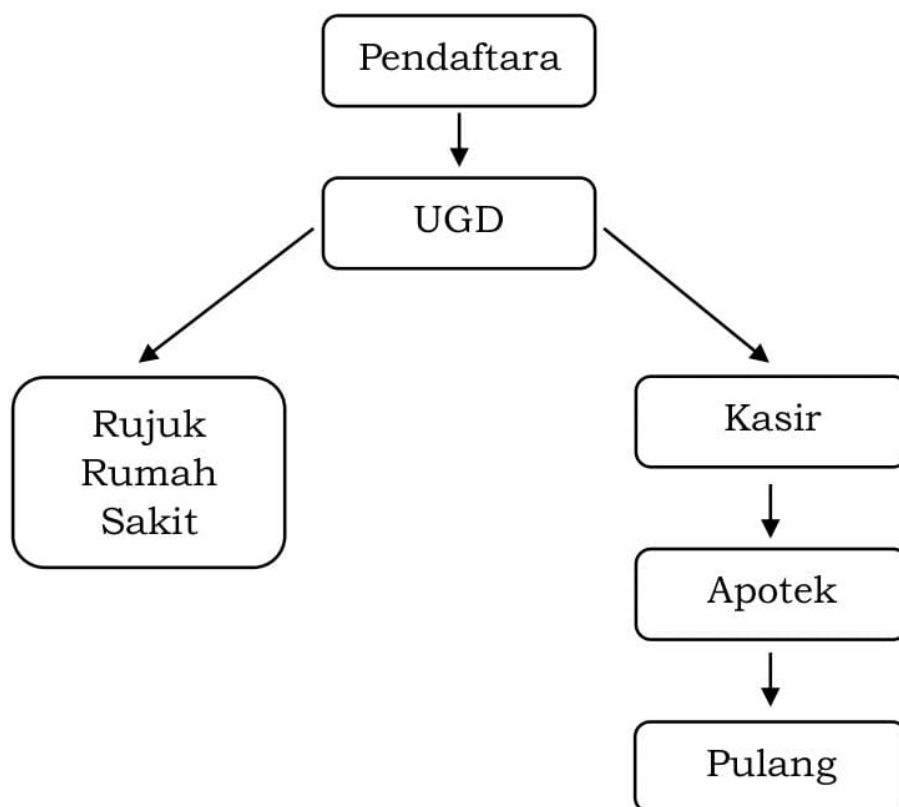 Pendaftara
UGD
Rujuk
Rumah
Sakit
Kasir
Apotek
Pulang